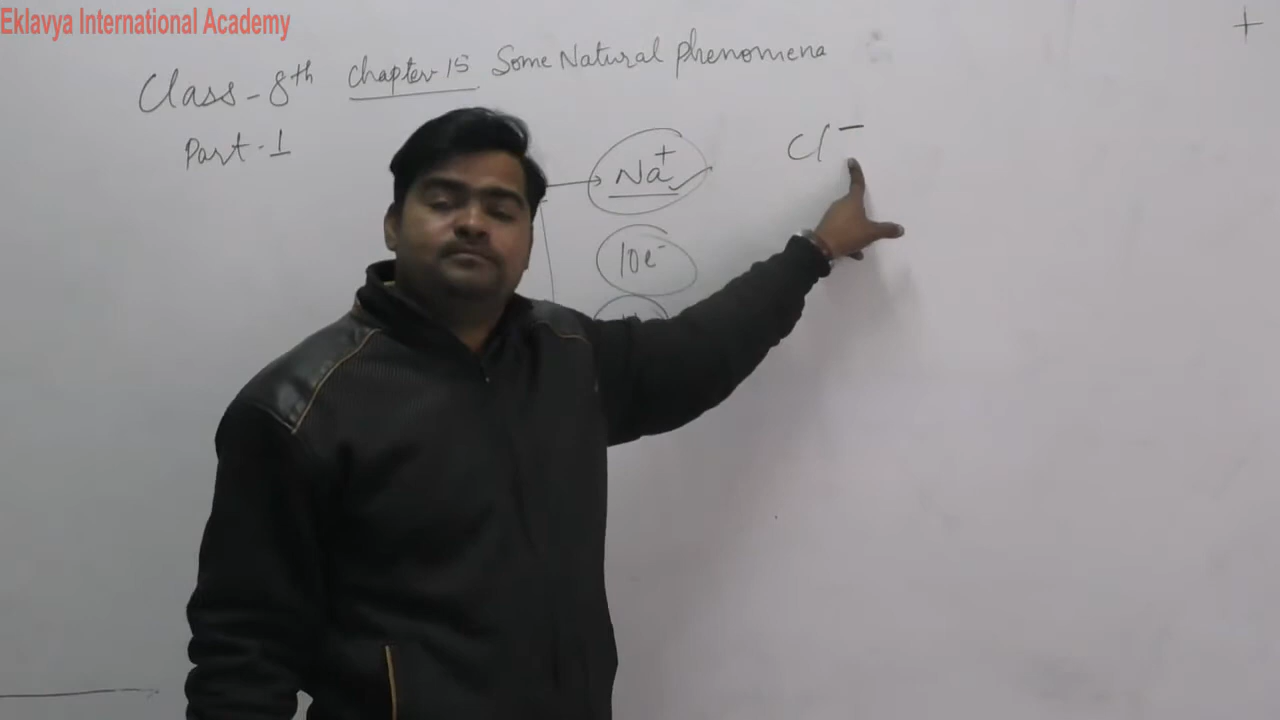 Eklavya International Academy
+
Class-8th Chapter 15 Some Natural Phenomena
Part-1
Na+
Cl-
10e-